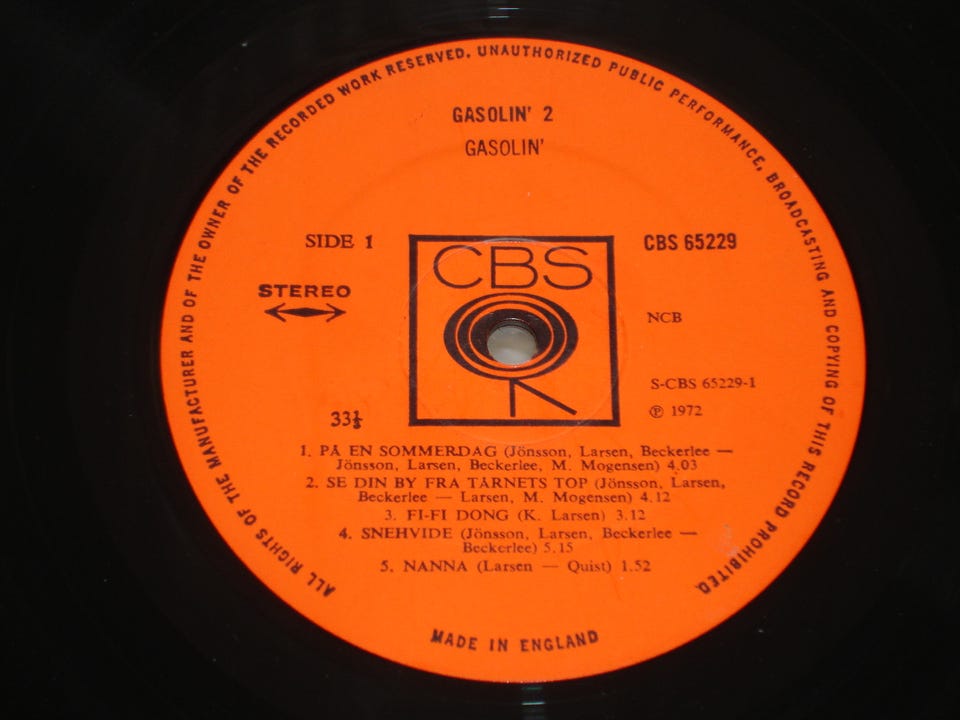 ALL RIGHTS OF THE MANUFACTURER AND OF THE OWNER OF THE RECORDED WORK RESERVED. UNAUTHORIZED PUBLIC PERFORMANCE, BROADCASTING AND COPYING OF THIS RECORD PROHIBITED.
GASOLIN' 2
GASOLIN'
SIDE 1
CBS 65229
CBS
STEREO
NCB
S-CBS 65229-1
33⅓
℗ 1972
1. PÅ EN SOMMERDAG (Jönsson, Larsen, Beckerlee —
Jönsson, Larsen, Beckerlee, M. Mogensen) 4.03
2. SE DIN BY FRA TÅRNETS TOP (Jönsson, Larsen,
Beckerlee — Larsen, M. Mogensen) 4.12
3. FI-FI DONG (K. Larsen) 3.12
4. SNEHVIDE (Jönsson, Larsen, Beckerlee —
Beckerlee) 5.15
5. NANNA (Larsen — Quist) 1.52
MADE IN ENGLAND